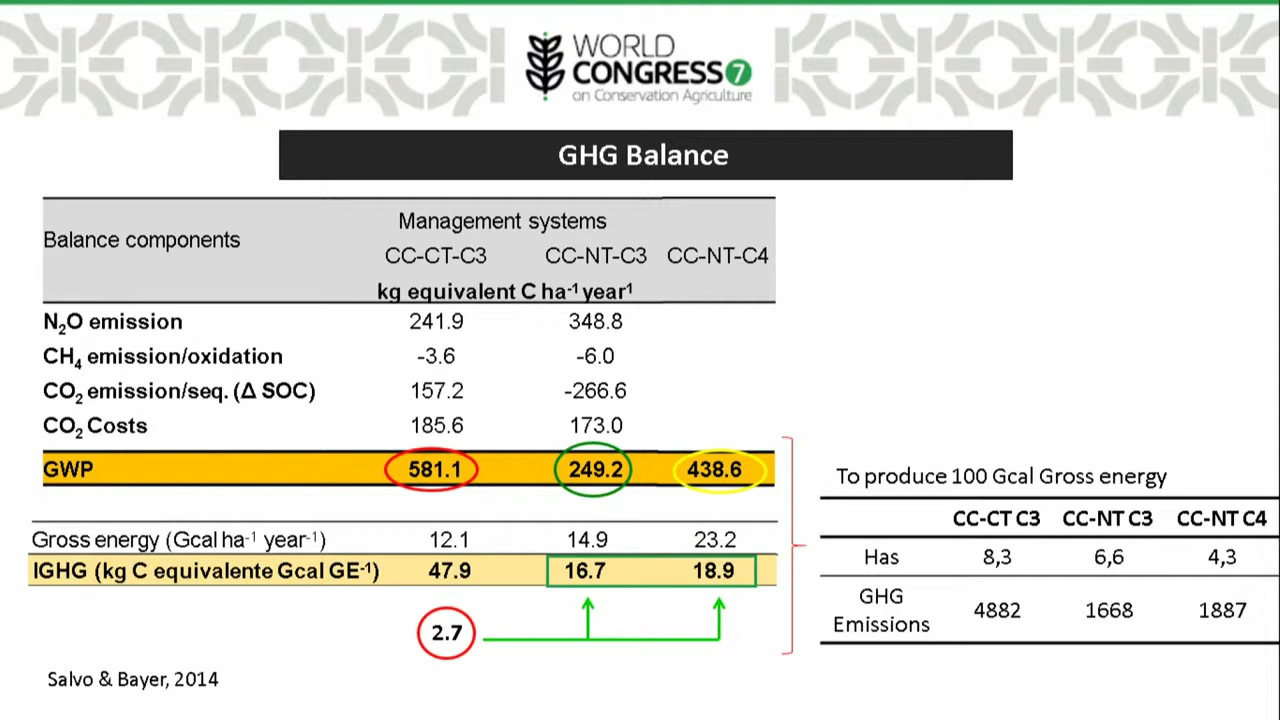 WORLD
CONGRESS 7
on Conservation Agriculture
GHG Balance
Balance components
Management systems
CC-CT-C3 CC-NT-C3 CC-NT-C4
kg equivalent C ha-1 year1
N2O emission 241.9 348.8
CH4 emission/oxidation -3.6 -6.0
CO2 emission/seq. (Δ SOC) 157.2 -266.6
CO2 Costs 185.6 173.0
GWP 581.1 249.2 438.6
Gross energy (Gcal ha-1 year-1) 12.1 14.9 23.2
IGHG (kg C equivalente Gcal GE-1) 47.9 16.7 18.9
2.7
To produce 100 Gcal Gross energy
CC-CT C3 CC-NT C3 CC-NT C4
Has 8,3 6,6 4,3
GHG
Emissions 4882 1668 1887
Salvo & Bayer, 2014